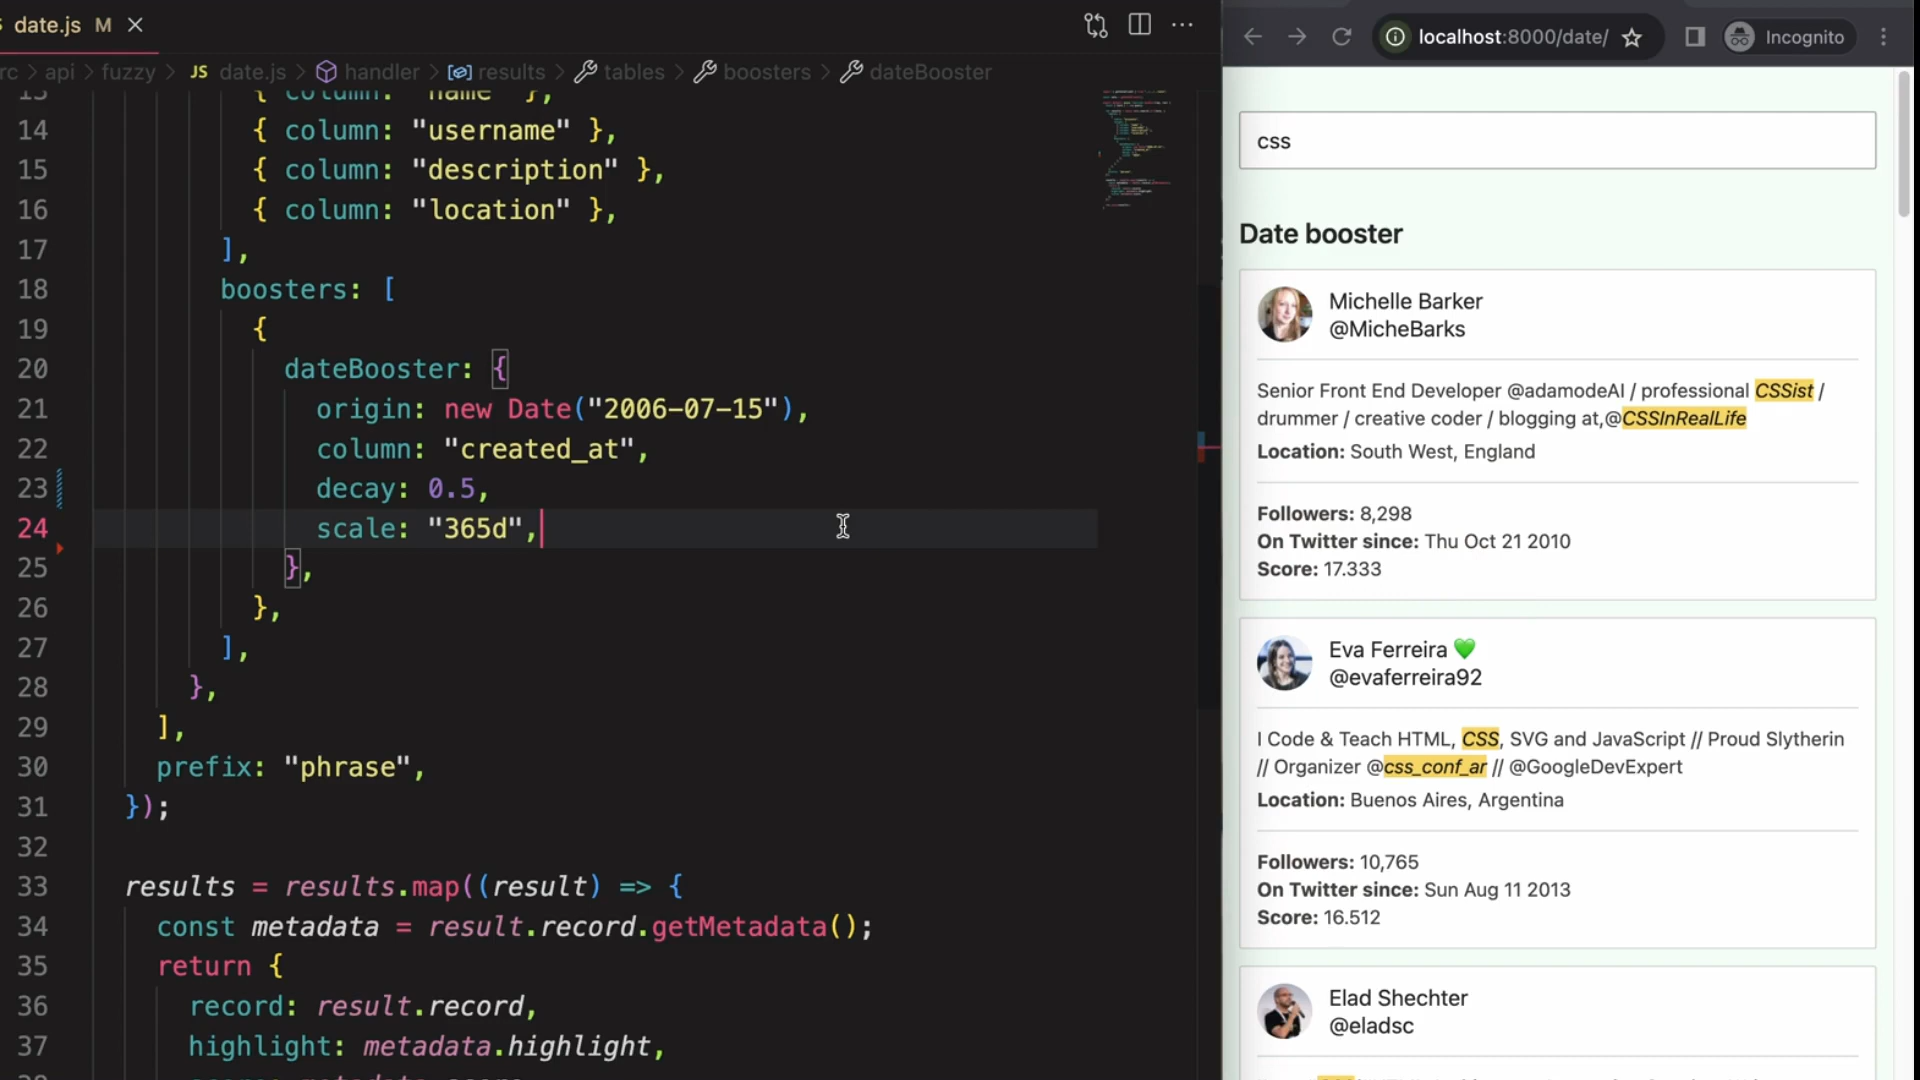 date.js M
rc > api > fuzzy > JS date.js > handler > results > tables > boosters > dateBooster
13 { column: "name" },
14 { column: "username" },
15 { column: "description" },
16 { column: "location" },
17 ],
18 boosters: [
19 {
20 dateBooster: {
21 origin: new Date("2006-07-15"),
22 column: "created_at",
23 decay: 0.5,
24 scale: "365d",
25 },
26 },
27 ],
28 },
29 ],
30 prefix: "phrase",
31 });
32
33 results = results.map((result) => {
34 const metadata = result.record.getMetadata();
35 return {
36 record: result.record,
37 highlight: metadata.highlight,
localhost:8000/date/
Incognito
css
Date booster
Michelle Barker
@MicheBarks
Senior Front End Developer @adamodeAI / professional CSSist /
drummer / creative coder / blogging at,@CSSInRealLife
Location: South West, England
Followers: 8,298
On Twitter since: Thu Oct 21 2010
Score: 17.333
Eva Ferreira 💚
@evaferreira92
I Code & Teach HTML, CSS, SVG and JavaScript // Proud Slytherin
// Organizer @css_conf_ar // @GoogleDevExpert
Location: Buenos Aires, Argentina
Followers: 10,765
On Twitter since: Sun Aug 11 2013
Score: 16.512
Elad Shechter
@eladsc